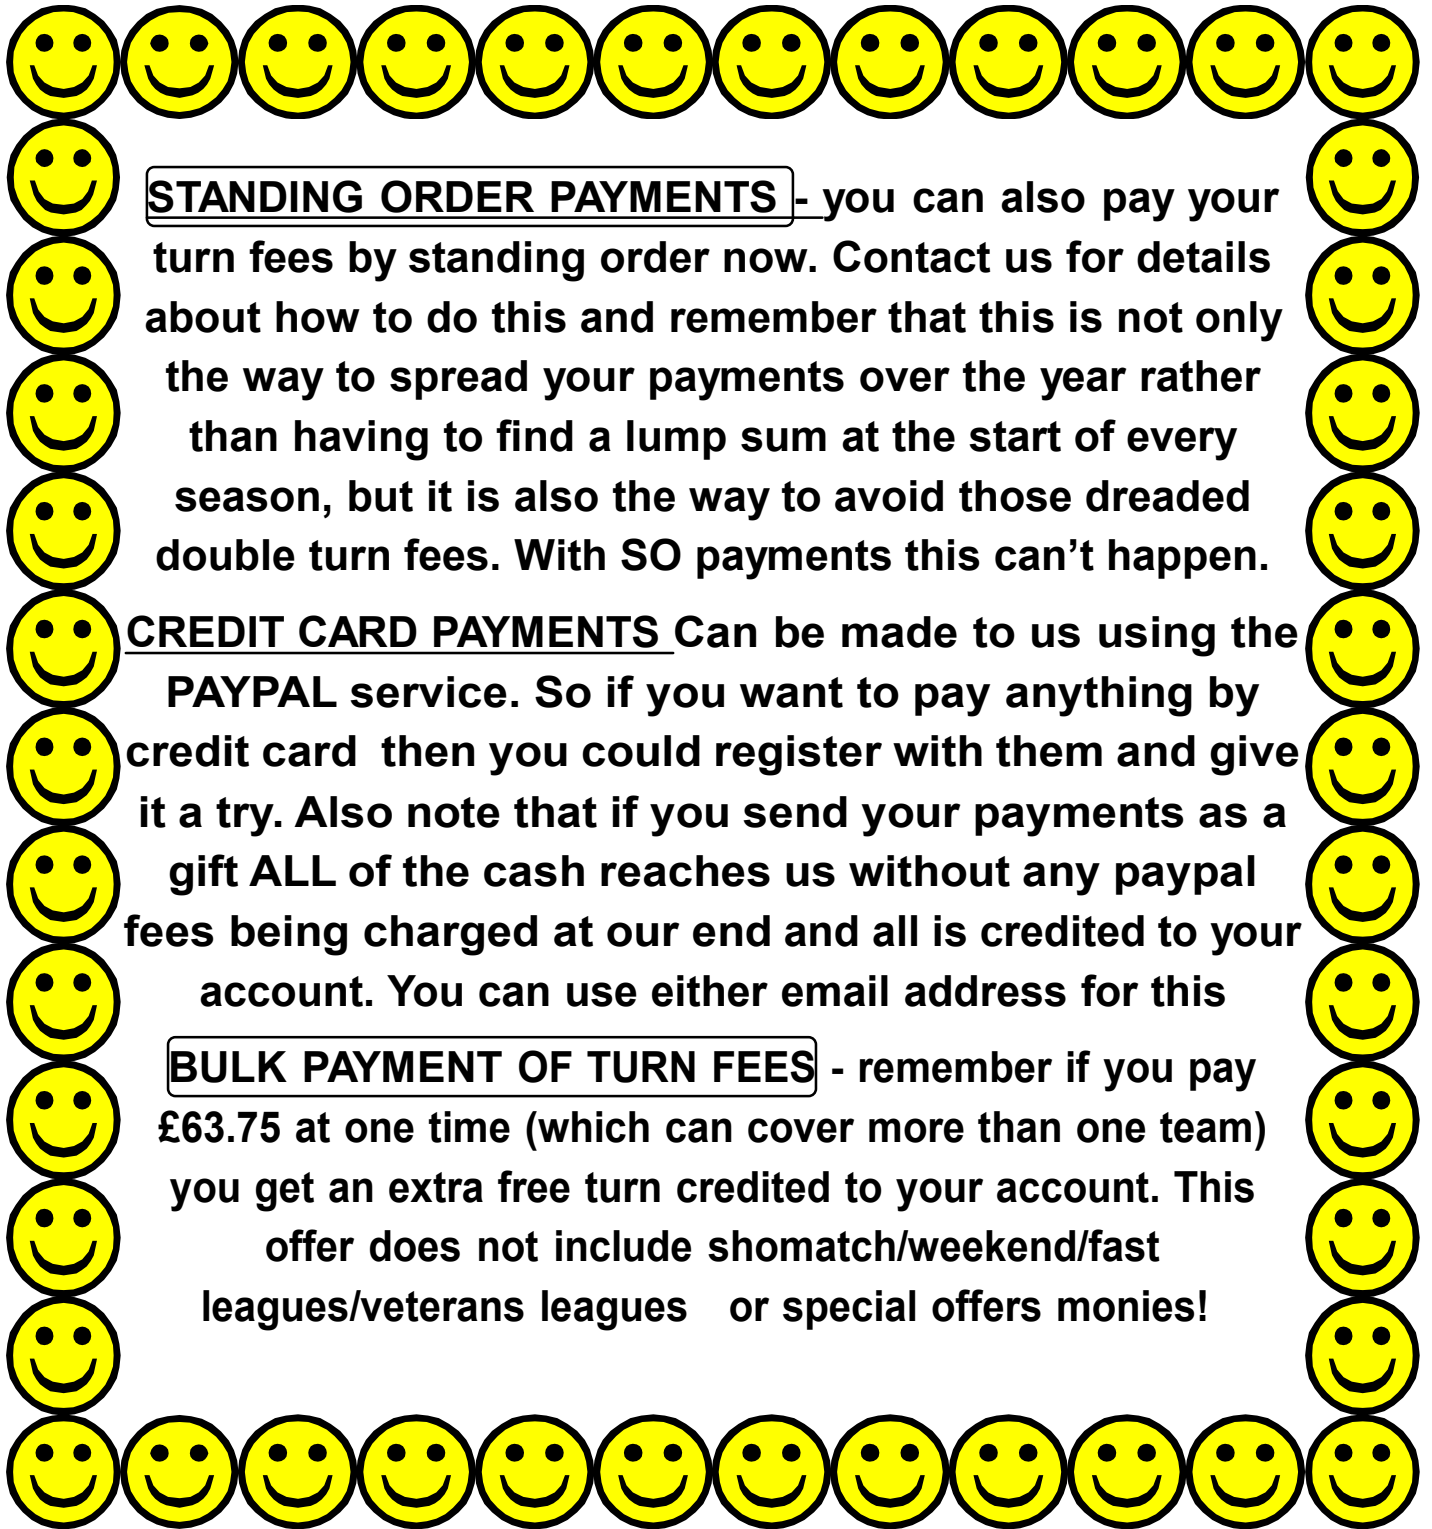 STANDING ORDER PAYMENTS - you can also pay your
turn fees by standing order now. Contact us for details
about how to do this and remember that this is not only
the way to spread your payments over the year rather
than having to find a lump sum at the start of every
season, but it is also the way to avoid those dreaded
double turn fees. With SO payments this can’t happen.
CREDIT CARD PAYMENTS Can be made to us using the
PAYPAL service. So if you want to pay anything by
credit card  then you could register with them and give
it a try. Also note that if you send your payments as a
gift ALL of the cash reaches us without any paypal
fees being charged at our end and all is credited to your
account. You can use either email address for this
BULK PAYMENT OF TURN FEES - remember if you pay
£63.75 at one time (which can cover more than one team)
you get an extra free turn credited to your account. This
offer does not include shomatch/weekend/fast
leagues/veterans leagues   or special offers monies!